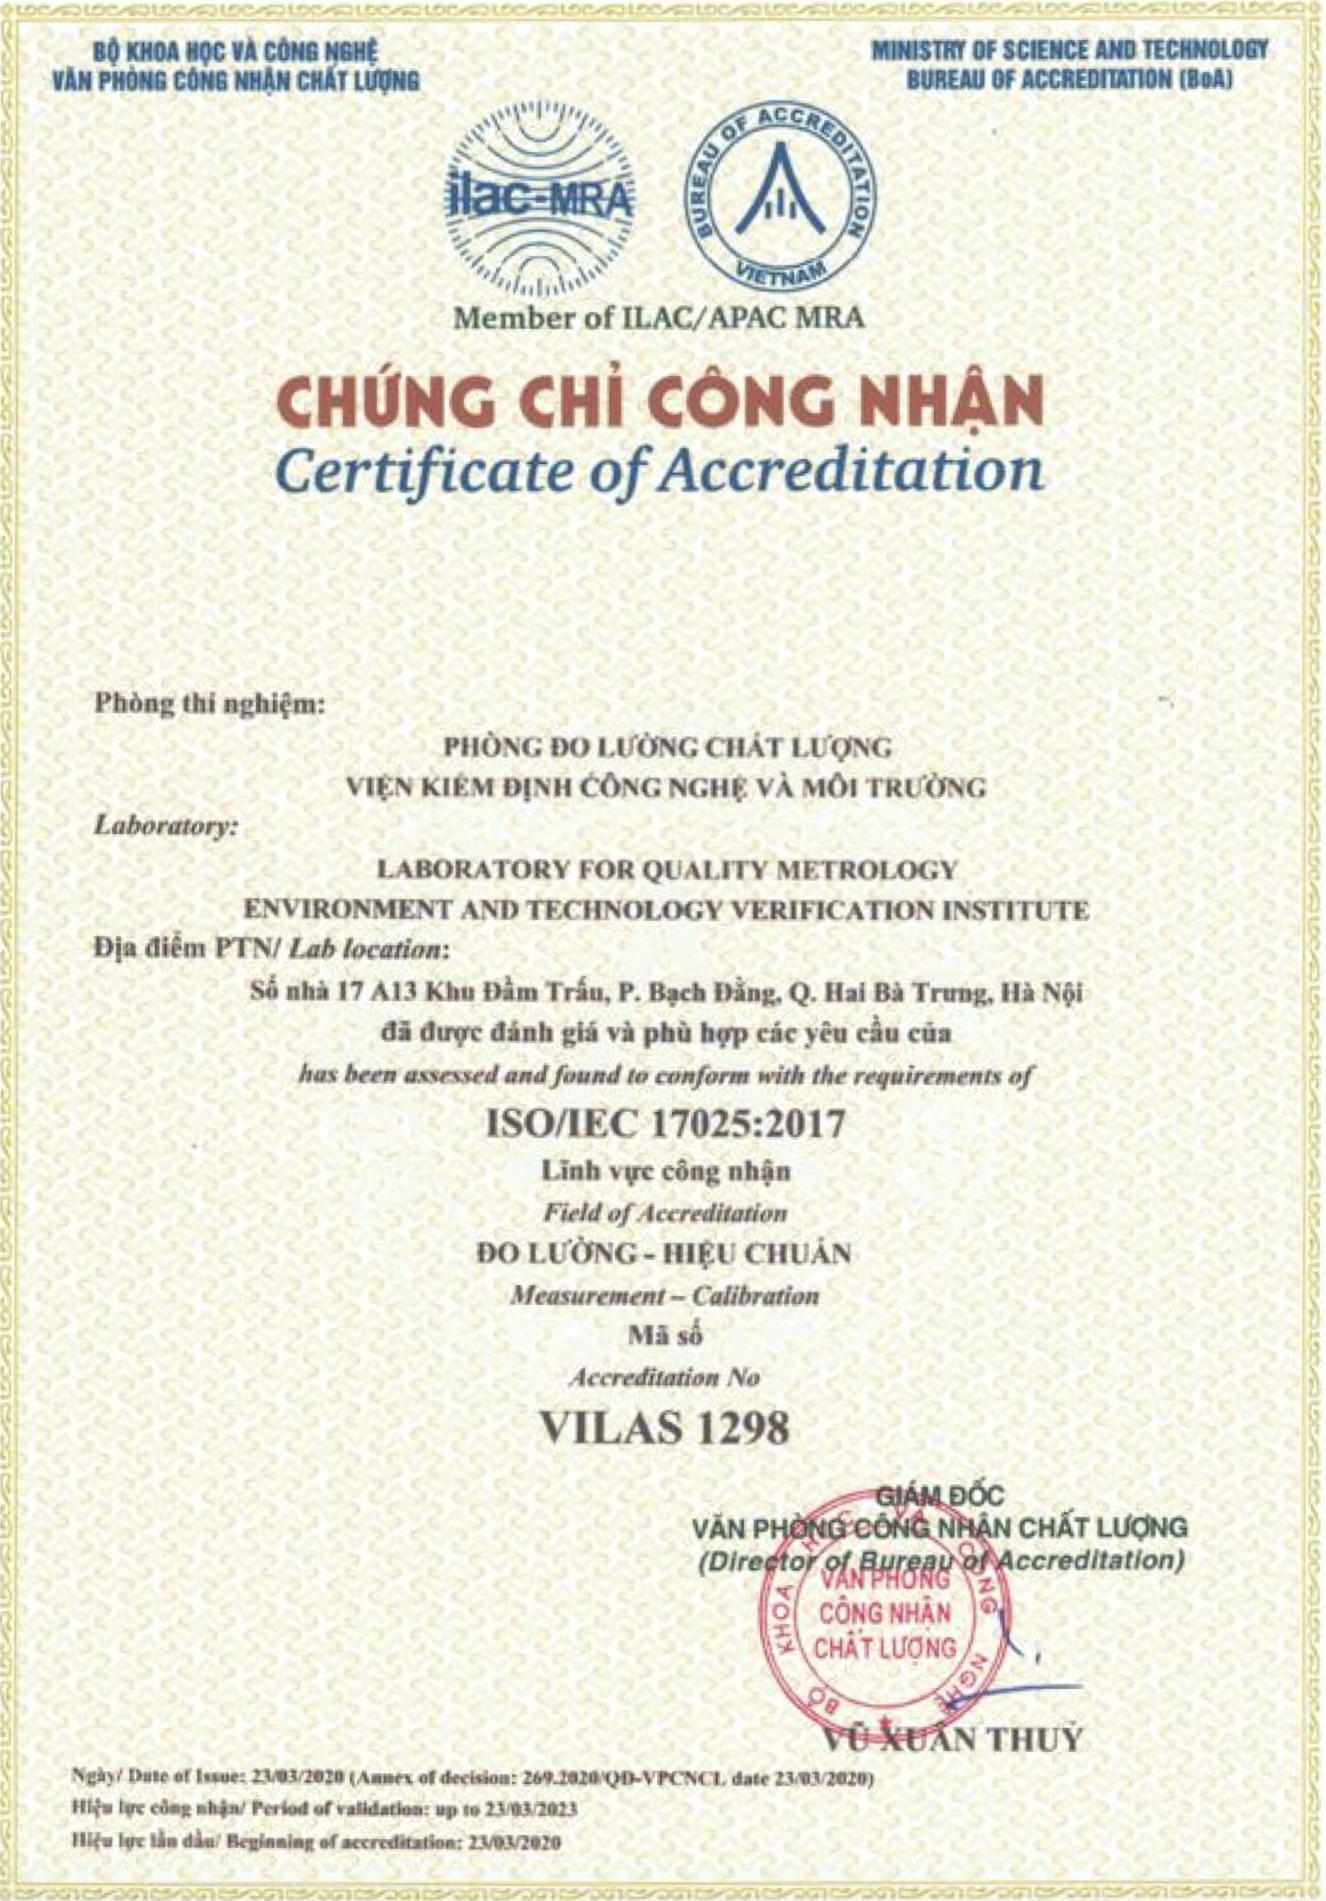 BỘ KHOA HỌC VÀ CÔNG NGHỆ
VĂN PHÒNG CÔNG NHẬN CHẤT LƯỢNG
MINISTRY OF SCIENCE AND TECHNOLOGY
BUREAU OF ACCREDITATION (BoA)
ilac-MRA
BUREAU OF ACCREDITATION
VIETNAM
Member of ILAC/APAC MRA
CHỨNG CHỈ CÔNG NHẬN
Certificate of Accreditation
Phòng thí nghiệm:
PHÒNG ĐO LƯỜNG CHẤT LƯỢNG
VIỆN KIỂM ĐỊNH CÔNG NGHỆ VÀ MÔI TRƯỜNG
Laboratory:
LABORATORY FOR QUALITY METROLOGY
ENVIRONMENT AND TECHNOLOGY VERIFICATION INSTITUTE
Địa điểm PTN/ Lab location:
Số nhà 17 A13 Khu Đầm Trấu, P. Bạch Đằng, Q. Hai Bà Trưng, Hà Nội
đã được đánh giá và phù hợp các yêu cầu của
has been assessed and found to conform with the requirements of
ISO/IEC 17025:2017
Lĩnh vực công nhận
Field of Accreditation
ĐO LƯỜNG - HIỆU CHUẨN
Measurement – Calibration
Mã số
Accreditation No
VILAS 1298
GIÁM ĐỐC
VĂN PHÒNG CÔNG NHẬN CHẤT LƯỢNG
(Director of Bureau of Accreditation)
BỘ KHOA HỌC VÀ CÔNG NGHỆ
VĂN PHÒNG
CÔNG NHẬN
CHẤT LƯỢNG
VŨ XUÂN THUỶ
Ngày/ Date of Issue: 23/03/2020 (Annex of decision: 269.2020/QĐ-VPCNCL date 23/03/2020)
Hiệu lực công nhận/ Period of validation: up to 23/03/2023
Hiệu lực lần đầu/ Beginning of accreditation: 23/03/2020